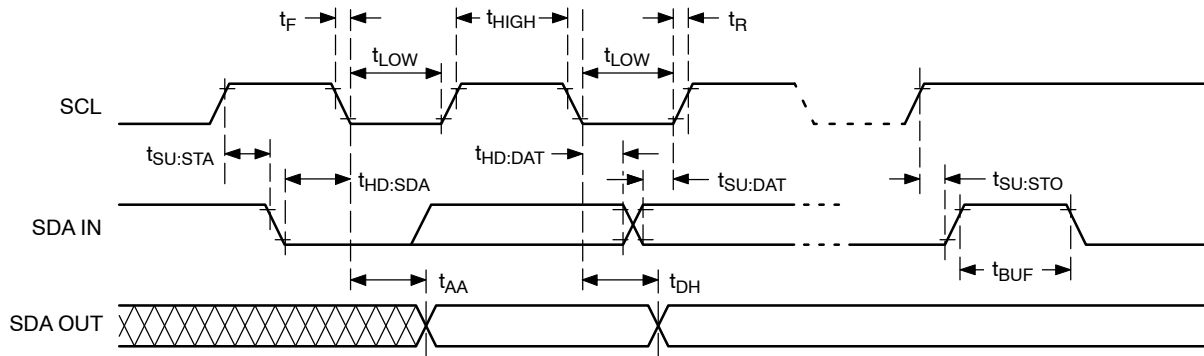 tF
tHIGH
tR
tLOW
tLOW
SCL
tSU:STA
tHD:SDA
tHD:DAT
tSU:DAT
tSU:STO
SDA IN
tBUF
tAA
tDH
SDA OUT